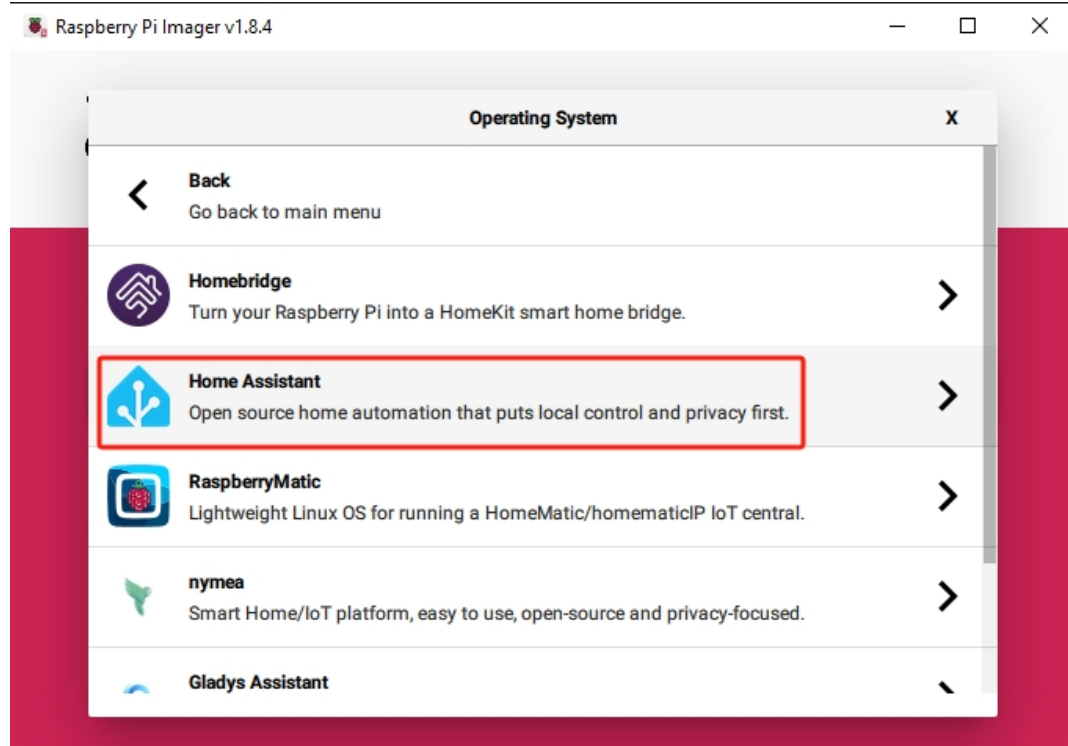 Raspberry Pi Imager v1.8.4
Operating System
X
Back
Go back to main menu
Homebridge
Turn your Raspberry Pi into a HomeKit smart home bridge.
Home Assistant
Open source home automation that puts local control and privacy first.
RaspberryMatic
Lightweight Linux OS for running a HomeMatic/homematicIP IoT central.
nymea
Smart Home/IoT platform, easy to use, open-source and privacy-focused.
Gladys Assistant